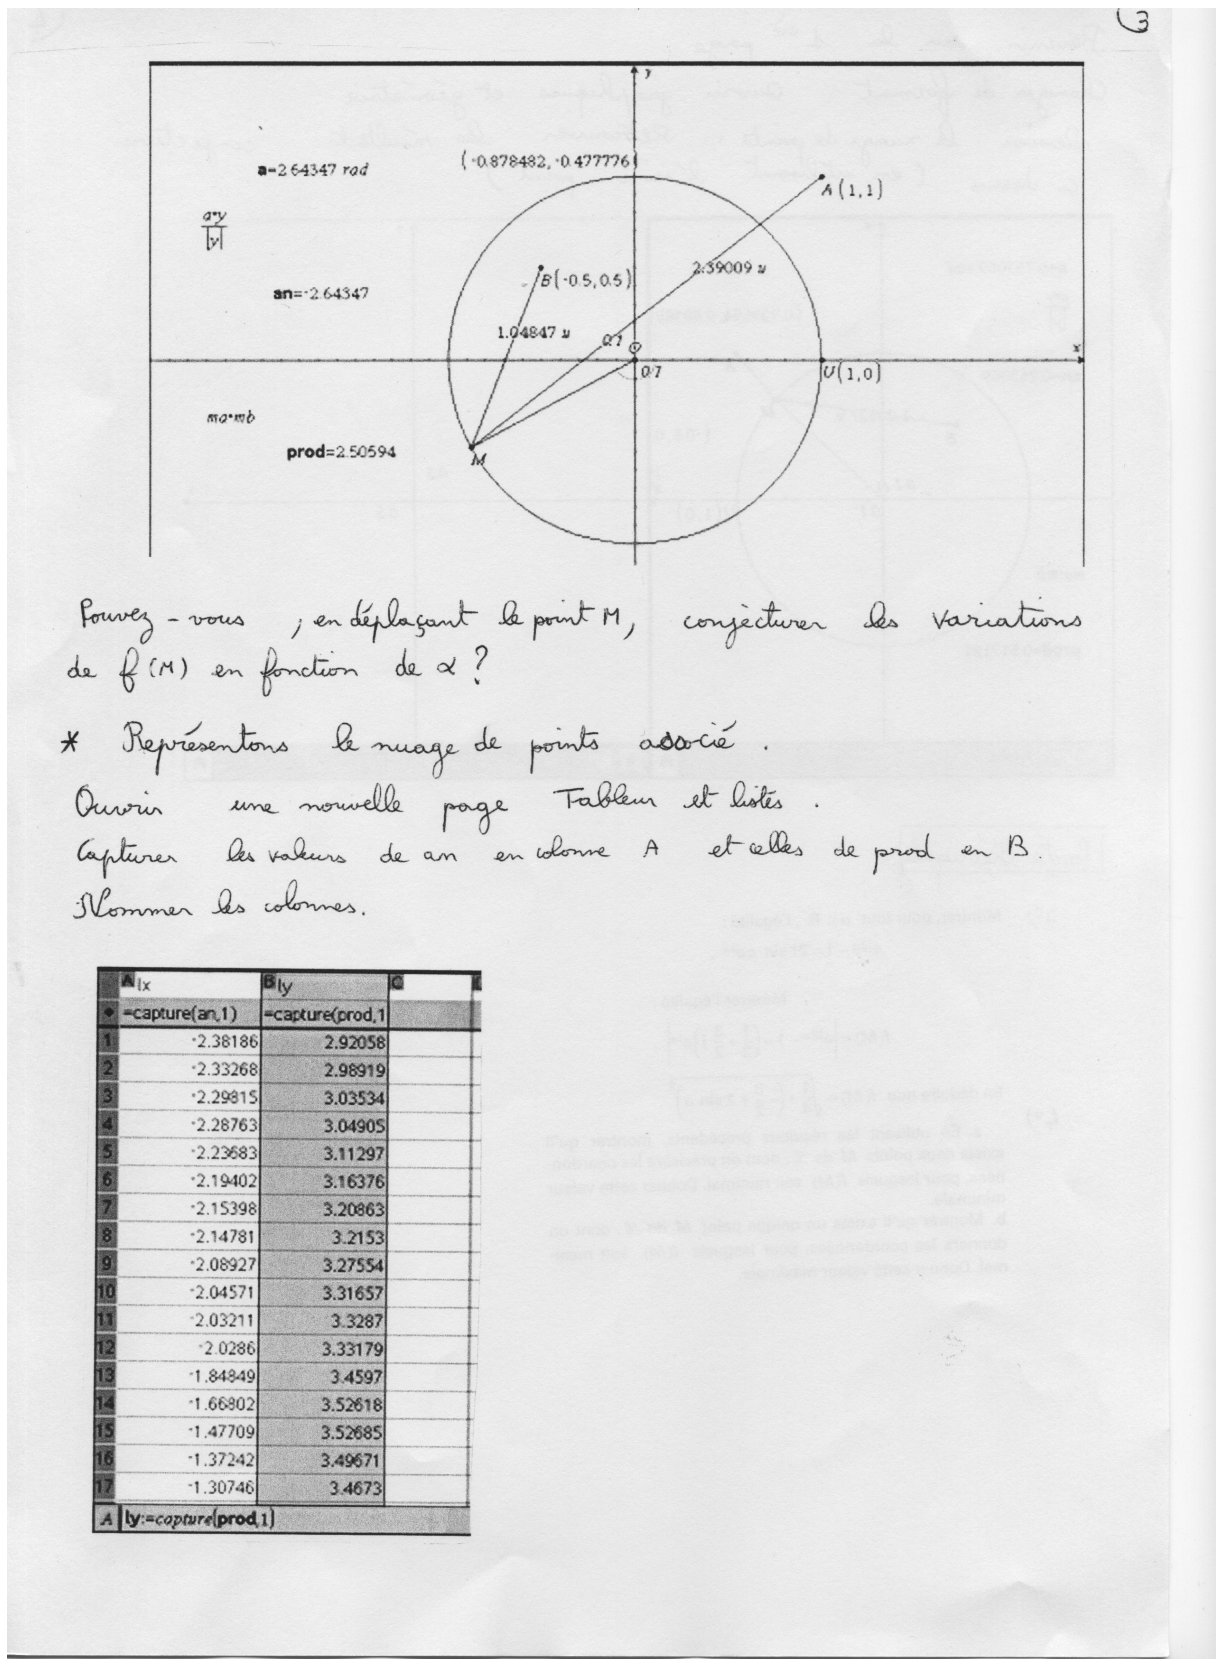 3
y
(-0.878482, -0.477776)
a=2.64347 rad
A(1,1)
a·y
|y|
2.39009 u
B(-0.5,0.5)
an=-2.64347
1.04847 u
x
U(1,0)
ma·mb
prod=2.50594
M
Pouvez-vous, en déplaçant le point M, conjecturer les variations
de f(M) en fonction de α ?
* Représentons le nuage de points associé.
Ouvrir une nouvelle page Tableur et listes.
Capturer les valeurs de an en colonne A et celles de prod en B.
Nommer les colonnes.
A lx B ly C
=capture(an,1) =capture(prod,1
1 -2.38186 2.92058
2 -2.33268 2.98919
3 -2.29815 3.03534
4 -2.28763 3.04905
5 -2.23683 3.11297
6 -2.19402 3.16376
7 -2.15398 3.20863
8 -2.14781 3.2153
9 -2.08927 3.27554
10 -2.04571 3.31657
11 -2.03211 3.3287
12 -2.0286 3.33179
13 -1.84849 3.4597
14 -1.66802 3.52618
15 -1.47709 3.52685
16 -1.37242 3.49671
17 -1.30746 3.4673
A ly:=capture(prod,1)